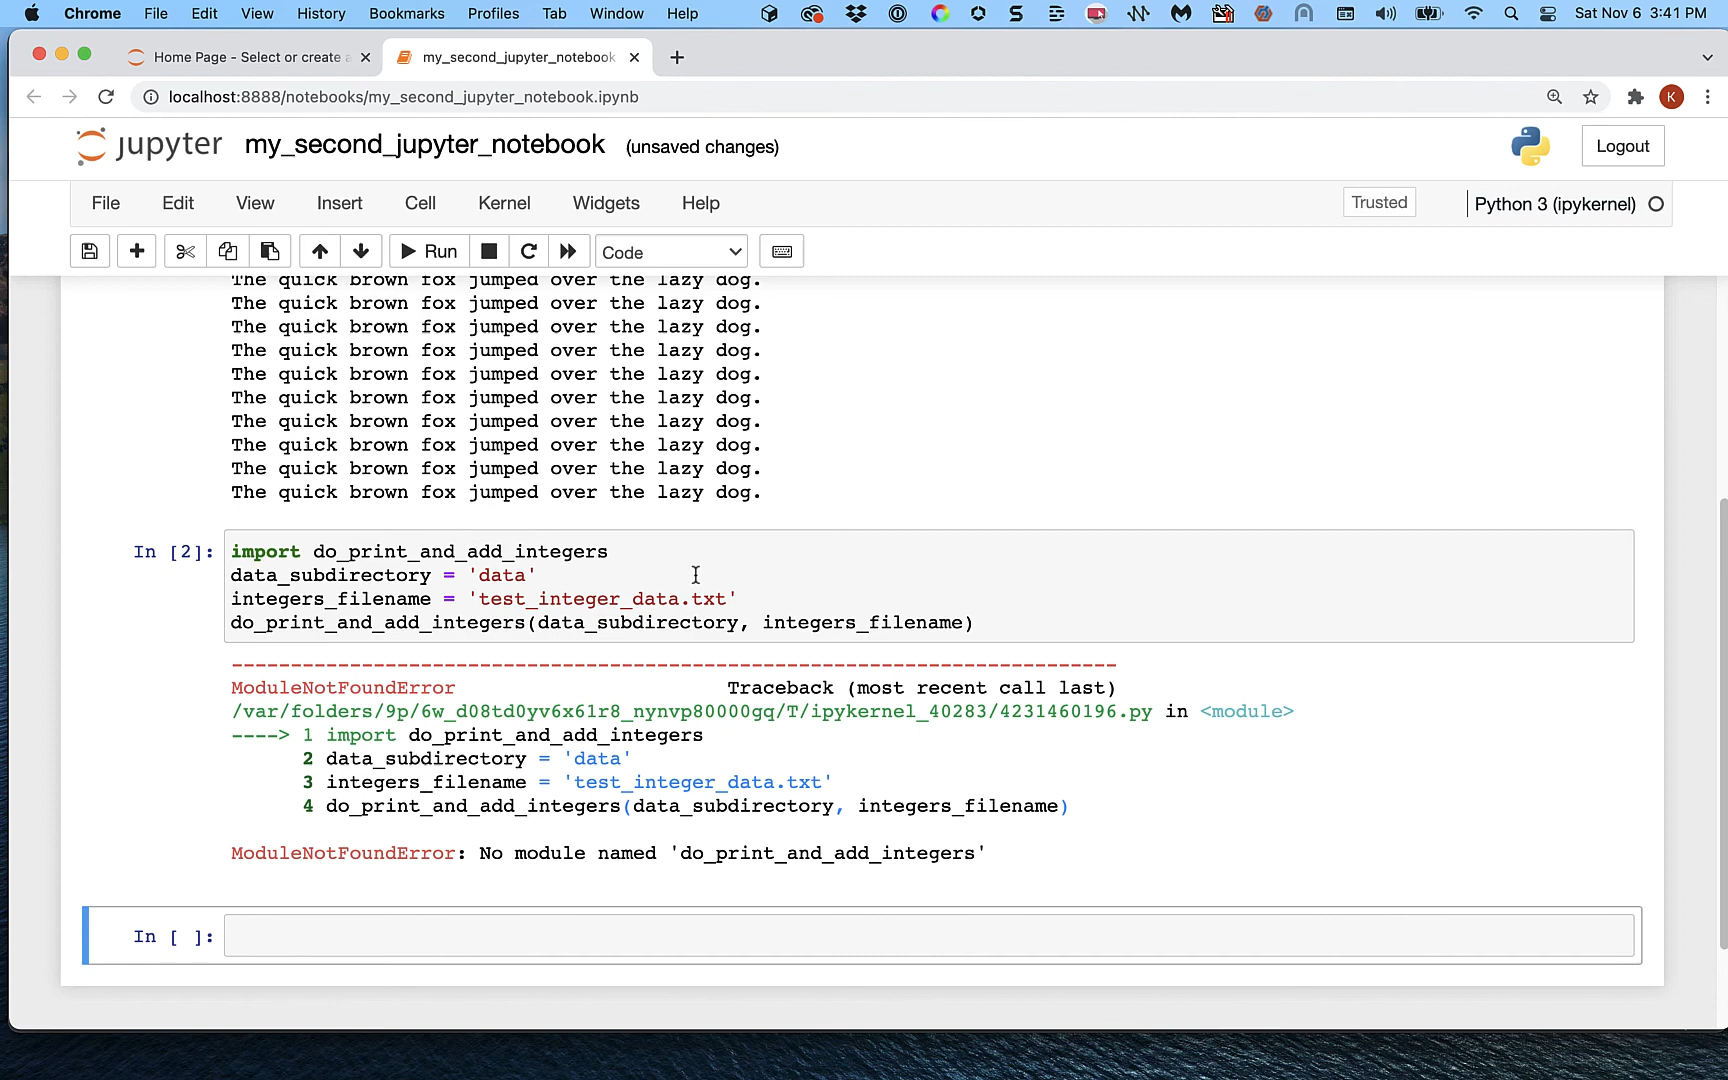 Chrome File Edit View History Bookmarks Profiles Tab Window Help Sat Nov 6 3:41 PM
Home Page - Select or create a my_second_jupyter_notebook
localhost:8888/notebooks/my_second_jupyter_notebook.ipynb K
jupyter my_second_jupyter_notebook (unsaved changes) Logout
File Edit View Insert Cell Kernel Widgets Help Trusted Python 3 (ipykernel)
Run Code
The quick brown fox jumped over the lazy dog.
The quick brown fox jumped over the lazy dog.
The quick brown fox jumped over the lazy dog.
The quick brown fox jumped over the lazy dog.
The quick brown fox jumped over the lazy dog.
The quick brown fox jumped over the lazy dog.
The quick brown fox jumped over the lazy dog.
The quick brown fox jumped over the lazy dog.
The quick brown fox jumped over the lazy dog.
The quick brown fox jumped over the lazy dog.
In [2]: import do_print_and_add_integers
data_subdirectory = 'data'
integers_filename = 'test_integer_data.txt'
do_print_and_add_integers(data_subdirectory, integers_filename)
---------------------------------------------------------------------------
ModuleNotFoundError Traceback (most recent call last)
/var/folders/9p/6w_d08td0yv6x61r8_nynvp80000gq/T/ipykernel_40283/4231460196.py in <module>
----> 1 import do_print_and_add_integers
2 data_subdirectory = 'data'
3 integers_filename = 'test_integer_data.txt'
4 do_print_and_add_integers(data_subdirectory, integers_filename)
ModuleNotFoundError: No module named 'do_print_and_add_integers'
In [ ]: